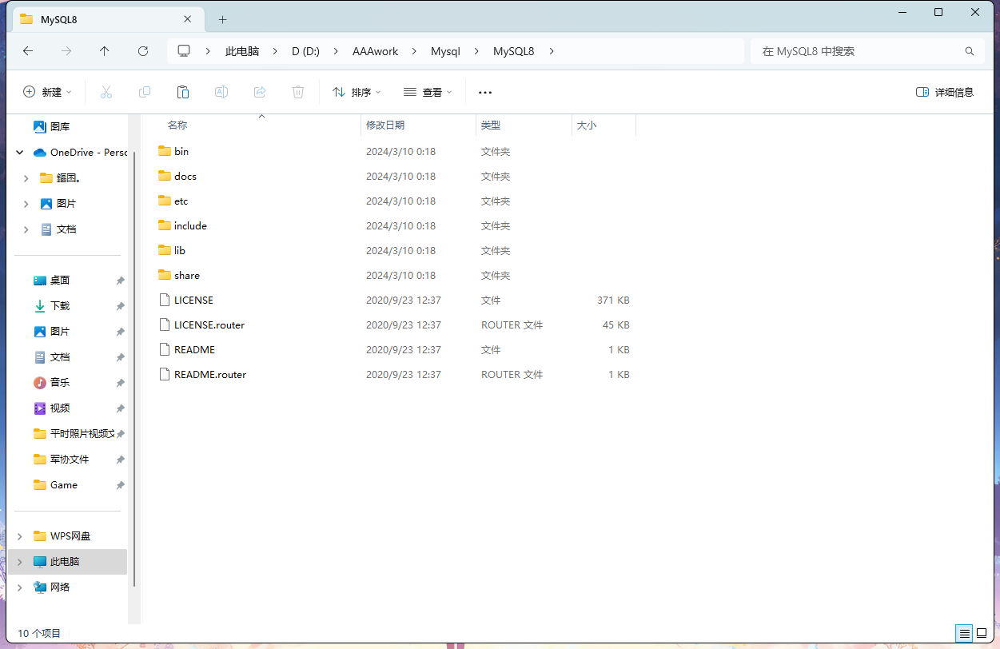 MySQL8
此电脑 D (D:) AAAwork Mysql MySQL8
在 MySQL8 中搜索
新建 排序 查看 详细信息
名称 修改日期 类型 大小
图库
OneDrive - Perso
图片
文档
桌面
下载
图片
文档
音乐
视频
平时照片视频文
军协文件
Game
WPS网盘
此电脑
网络
bin 2024/3/10 0:18 文件夹
docs 2024/3/10 0:18 文件夹
etc 2024/3/10 0:18 文件夹
include 2024/3/10 0:18 文件夹
lib 2024/3/10 0:18 文件夹
share 2024/3/10 0:18 文件夹
LICENSE 2020/9/23 12:37 文件 371 KB
LICENSE.router 2020/9/23 12:37 ROUTER 文件 45 KB
README 2020/9/23 12:37 文件 1 KB
README.router 2020/9/23 12:37 ROUTER 文件 1 KB
10 个项目